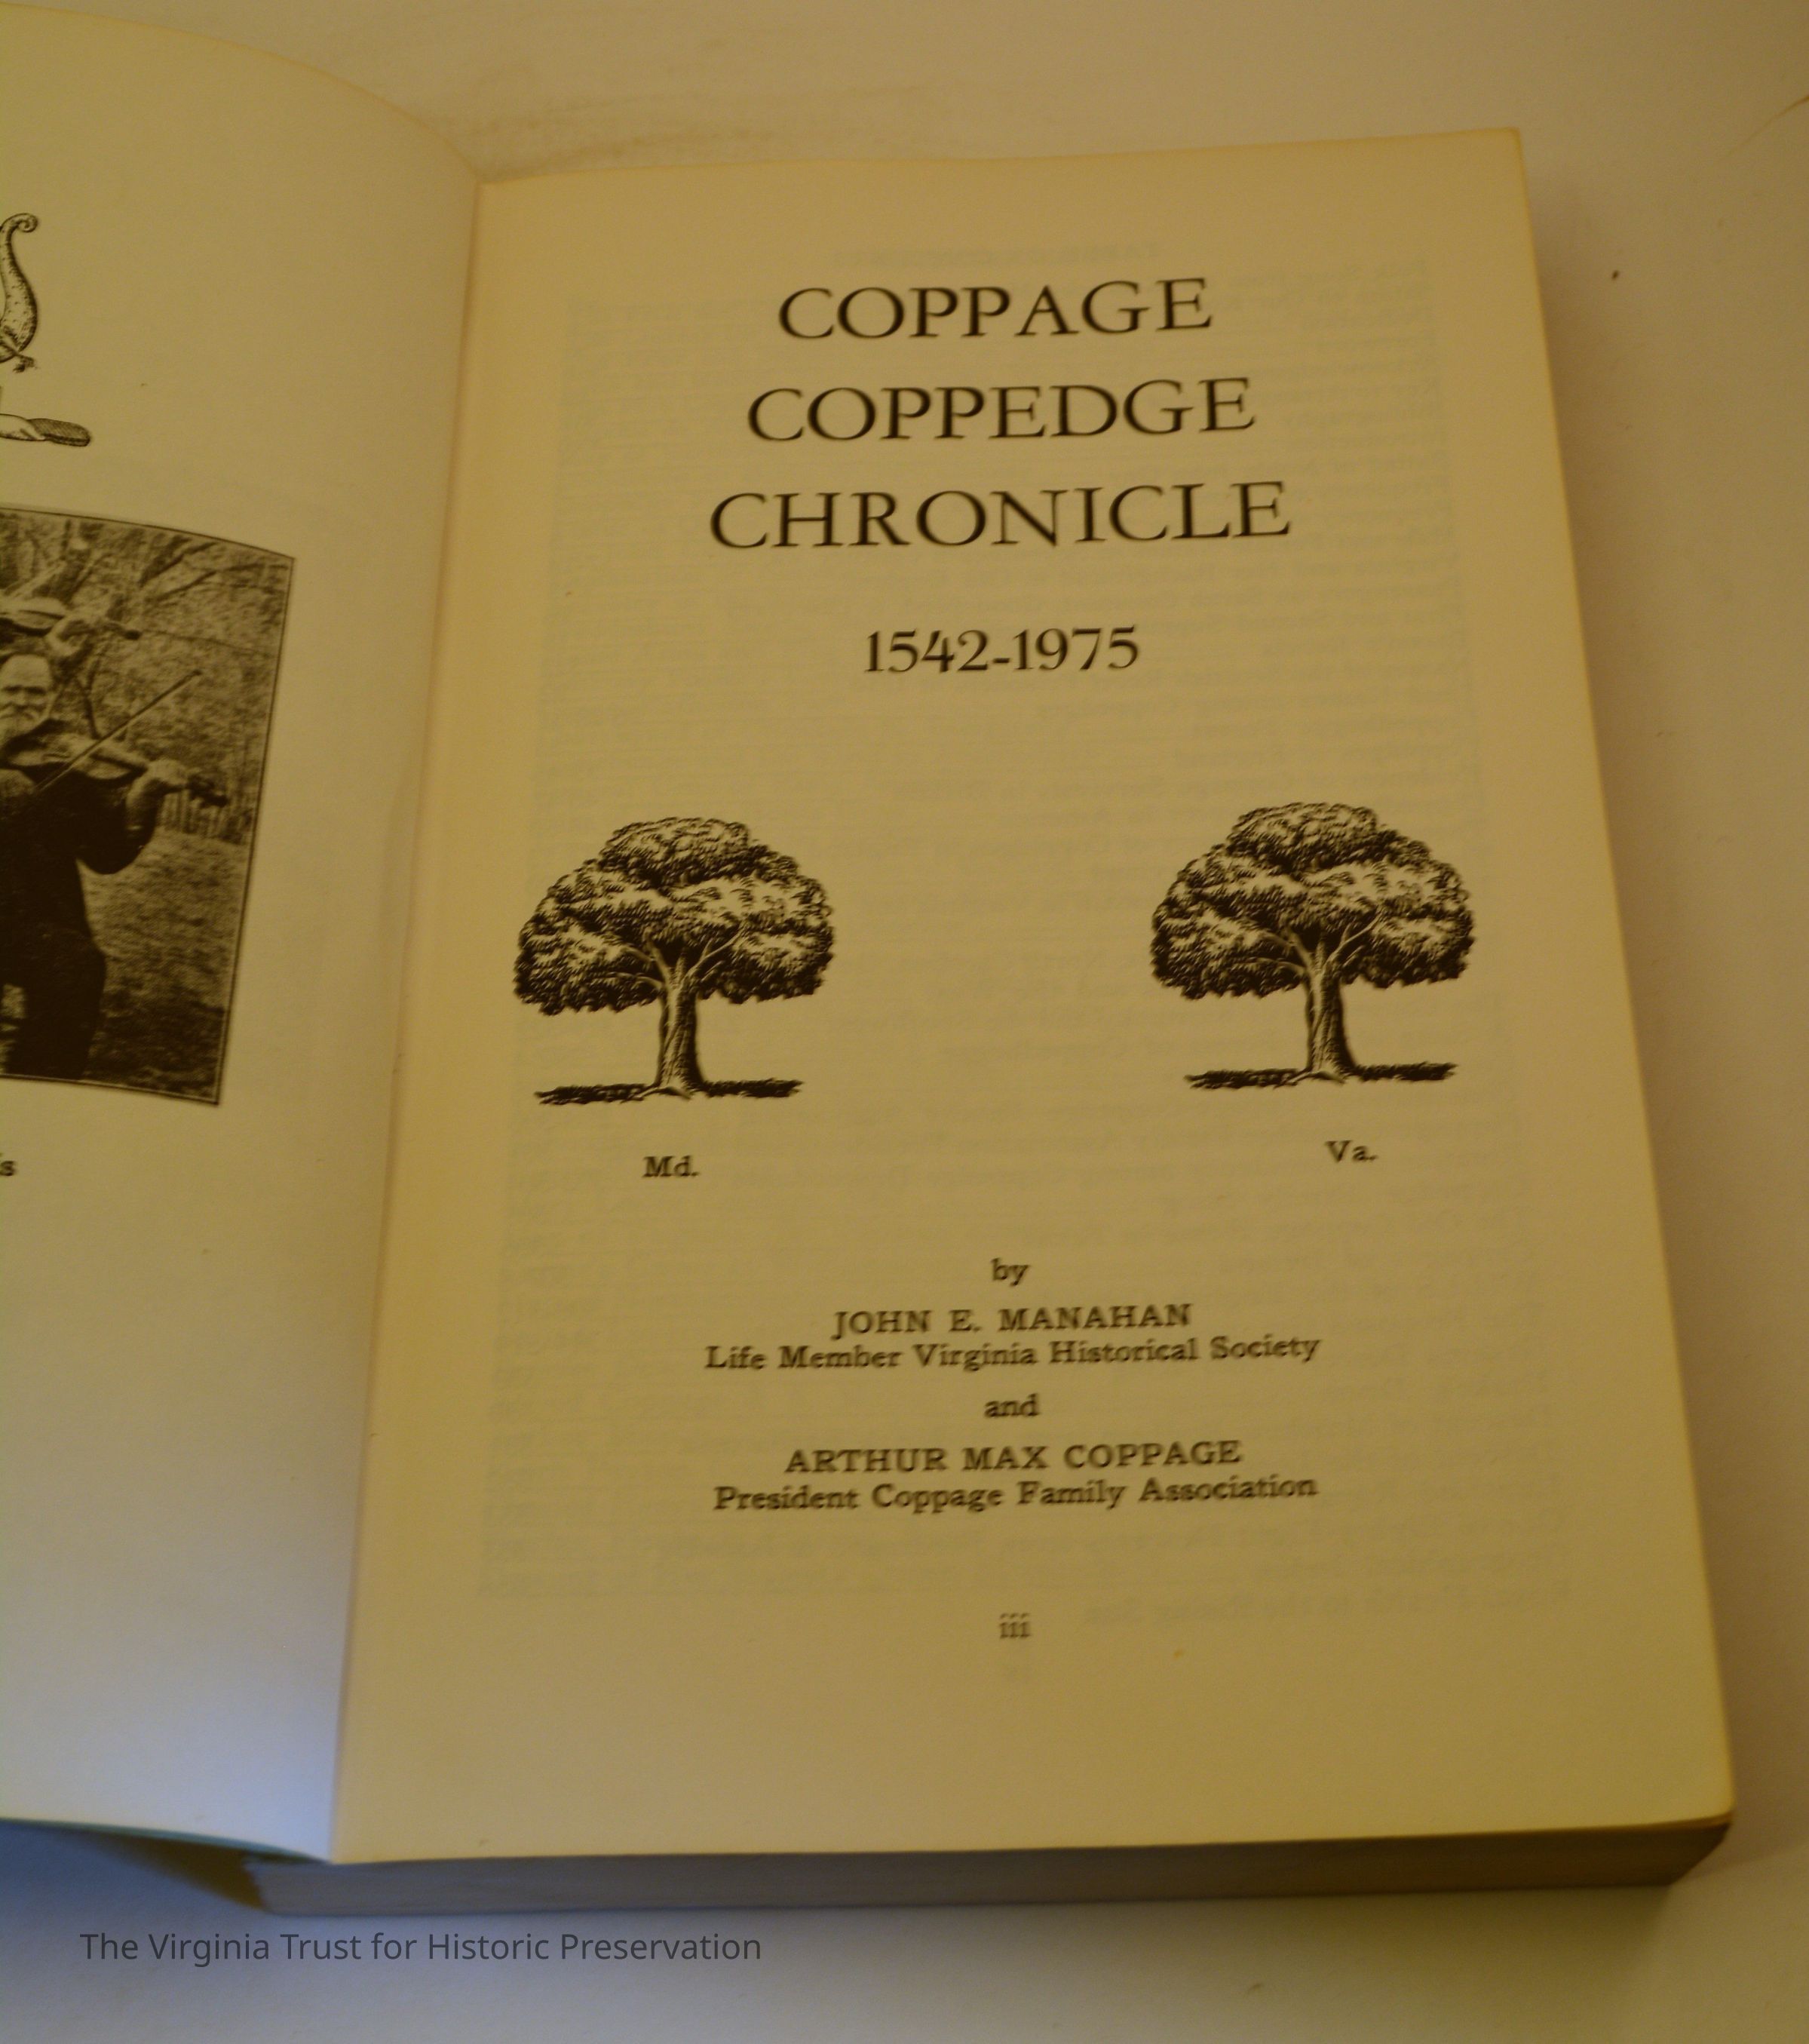 COPPAGE
COPPEDGE
CHRONICLE
1542-1975
Md.
Va.
by
JOHN E. MANAHAN
Life Member Virginia Historical Society
and
ARTHUR MAX COPPAGE
President Coppage Family Association
iii
The Virginia Trust for Historic Preservation